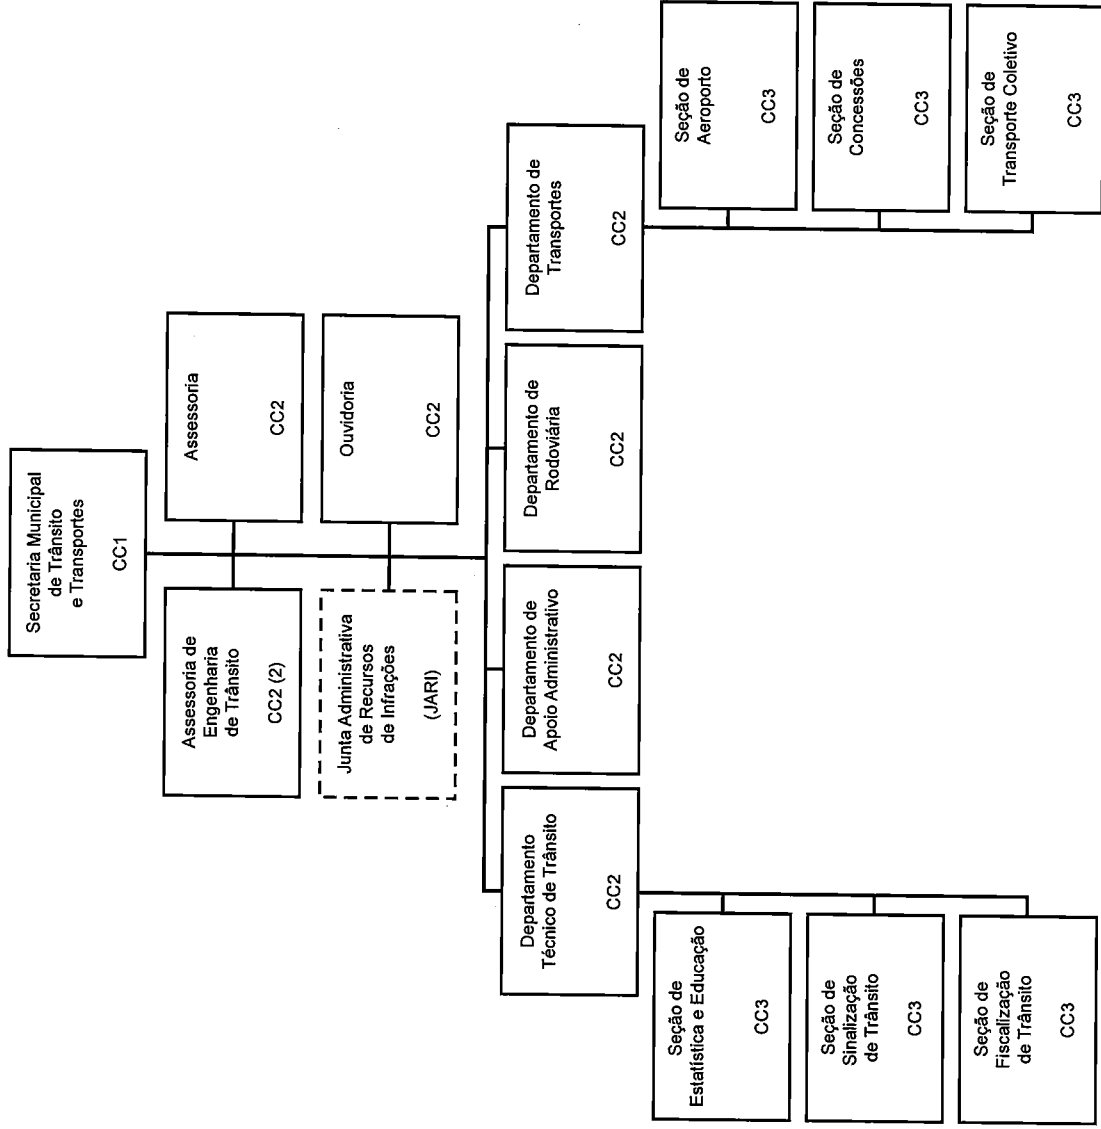 Secretaria Municipal
de Trânsito
e Transportes
CC1
Assessoria de
Engenharia
de Trânsito
CC2 (2)
Assessoria
CC2
Junta Administrativa
de Recursos
de Infrações
(JARI)
Ouvidoria
CC2
Departamento
Técnico de Trânsito
CC2
Departamento de
Apoio Administrativo
CC2
Departamento de
Rodoviária
CC2
Departamento de
Transportes
CC2
Seção de
Estatística e Educação
CC3
Seção de
Sinalização
de Trânsito
CC3
Seção de
Fiscalização
de Trânsito
CC3
Seção de
Aeroporto
CC3
Seção de
Concessões
CC3
Seção de
Transporte Coletivo
CC3